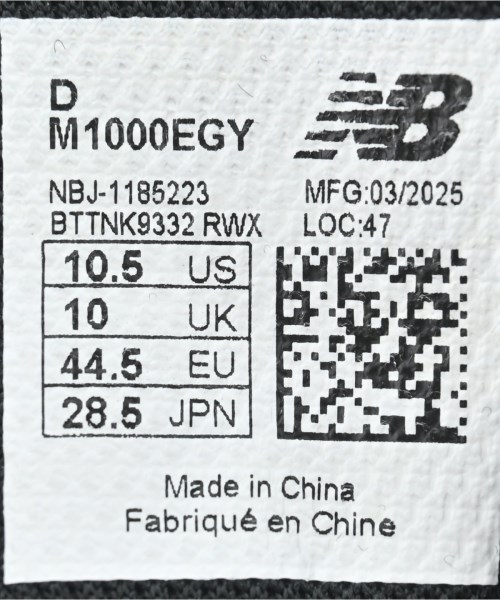 D
M1000EGY
NB
NBJ-1185223 MFG:03/2025
BTTNK9332 RWX LOC:47
10.5 US
10 UK
44.5 EU
28.5 JPN
Made in China
Fabriqué en Chine